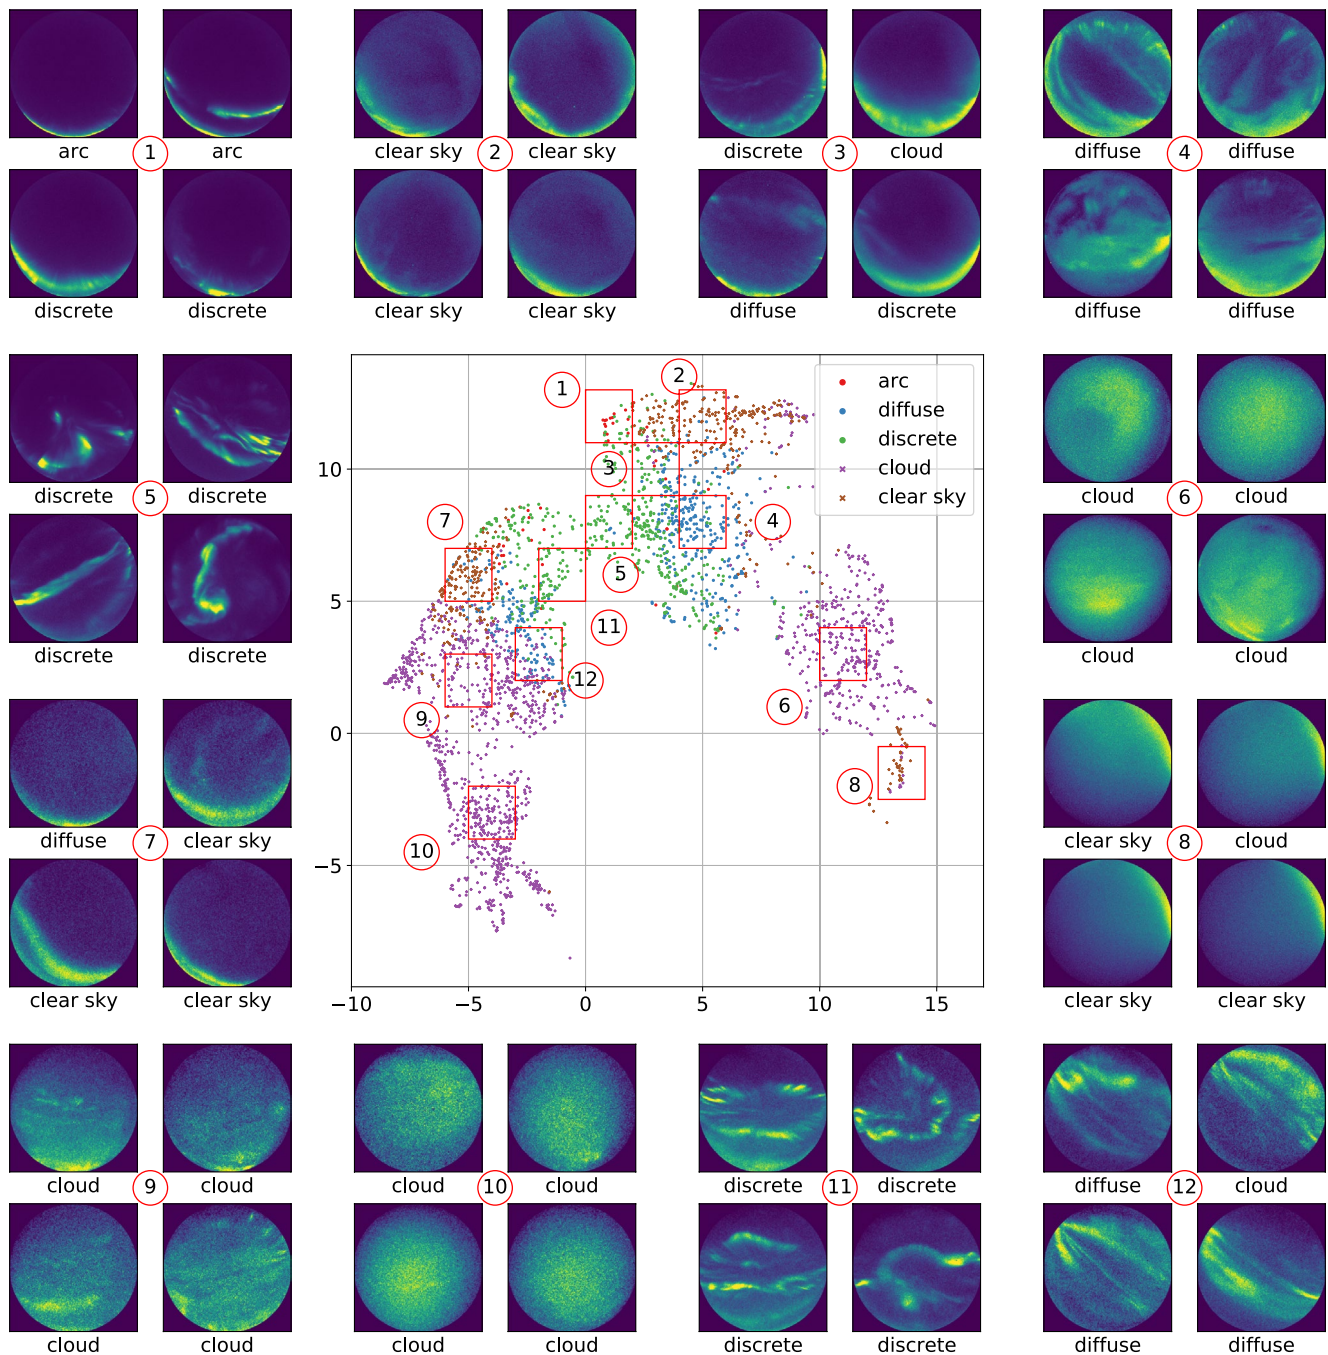 arc 1 arc
discrete discrete
clear sky 2 clear sky
clear sky clear sky
discrete 3 cloud
diffuse discrete
diffuse 4 diffuse
diffuse diffuse
discrete 5 discrete
discrete discrete
diffuse 7 clear sky
clear sky clear sky
1
2
3
4
5
6
7
8
9
10
11
12
arc
diffuse
discrete
cloud
clear sky
10
5
0
−5
−10 −5 0 5 10 15
cloud 6 cloud
cloud cloud
clear sky 8 cloud
clear sky clear sky
cloud 9 cloud
cloud cloud
cloud 10 cloud
cloud cloud
discrete 11 discrete
discrete discrete
diffuse 12 cloud
diffuse diffuse